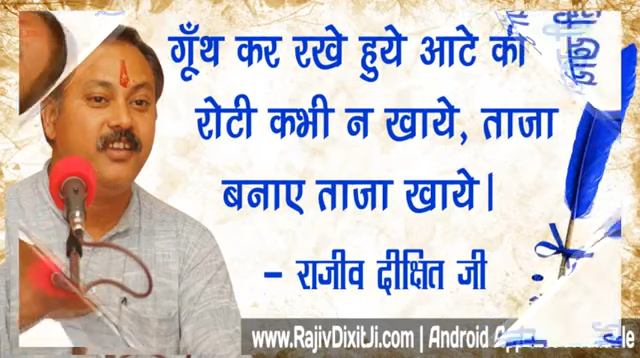 गूँथ कर रखे हुये आटे की
रोटी कभी न खाये, ताजा
बनाए ताजा खाये।
– राजीव दीक्षित जी
www.RajivDixitJi.com | Android